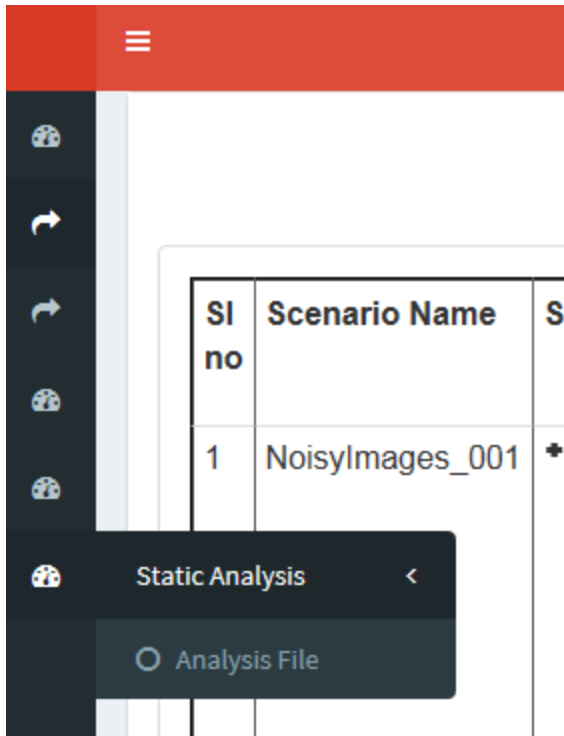 Sl no
Scenario Name
S
1
NoisyImages_001
Static Analysis
Analysis File